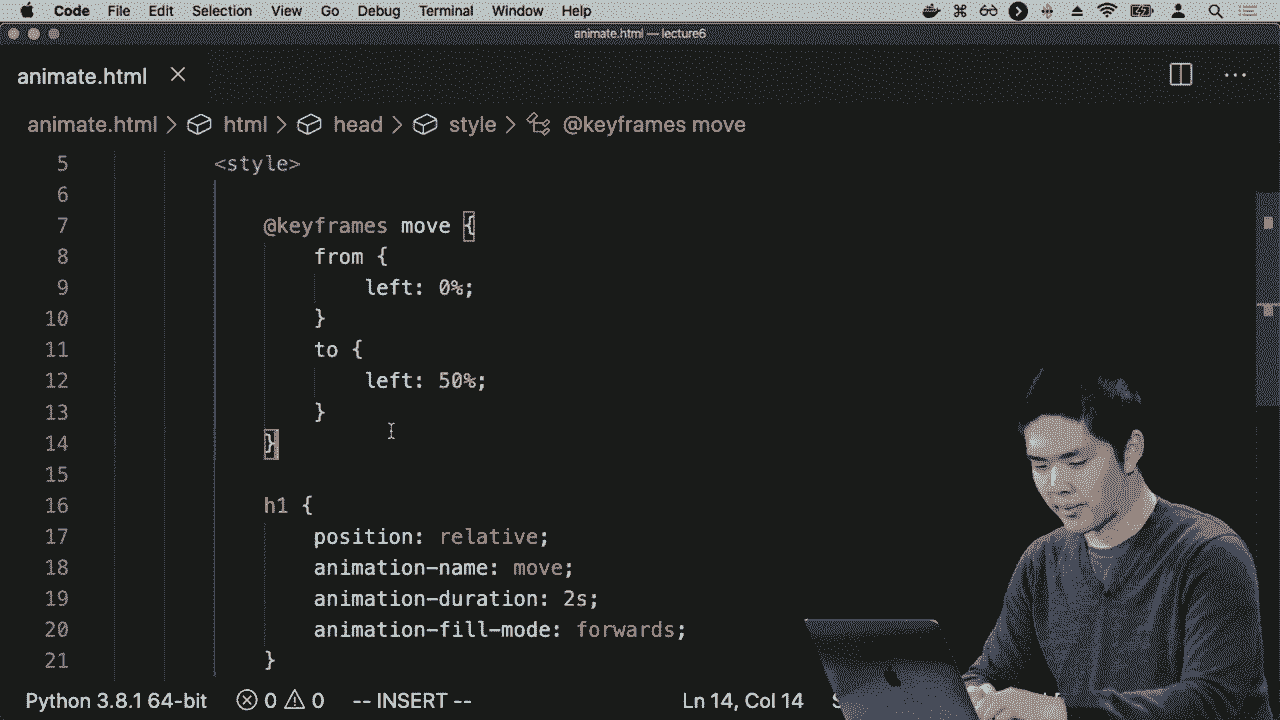 Code File Edit Selection View Go Debug Terminal Window Help
animate.html — lecture6
animate.html
animate.html html head style @keyframes move
5 <style>
6
7 @keyframes move {
8 from {
9 left: 0%;
10 }
11 to {
12 left: 50%;
13 }
14 }
15
16 h1 {
17 position: relative;
18 animation-name: move;
19 animation-duration: 2s;
20 animation-fill-mode: forwards;
21 }
Python 3.8.1 64-bit 0 0 -- INSERT -- Ln 14, Col 14